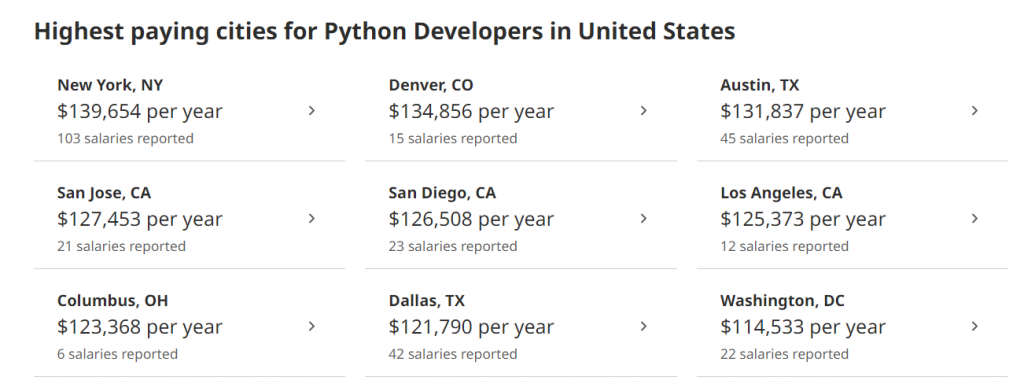 Highest paying cities for Python Developers in United States
New York, NY
$139,654 per year
103 salaries reported
Denver, CO
$134,856 per year
15 salaries reported
Austin, TX
$131,837 per year
45 salaries reported
San Jose, CA
$127,453 per year
21 salaries reported
San Diego, CA
$126,508 per year
23 salaries reported
Los Angeles, CA
$125,373 per year
12 salaries reported
Columbus, OH
$123,368 per year
6 salaries reported
Dallas, TX
$121,790 per year
42 salaries reported
Washington, DC
$114,533 per year
22 salaries reported